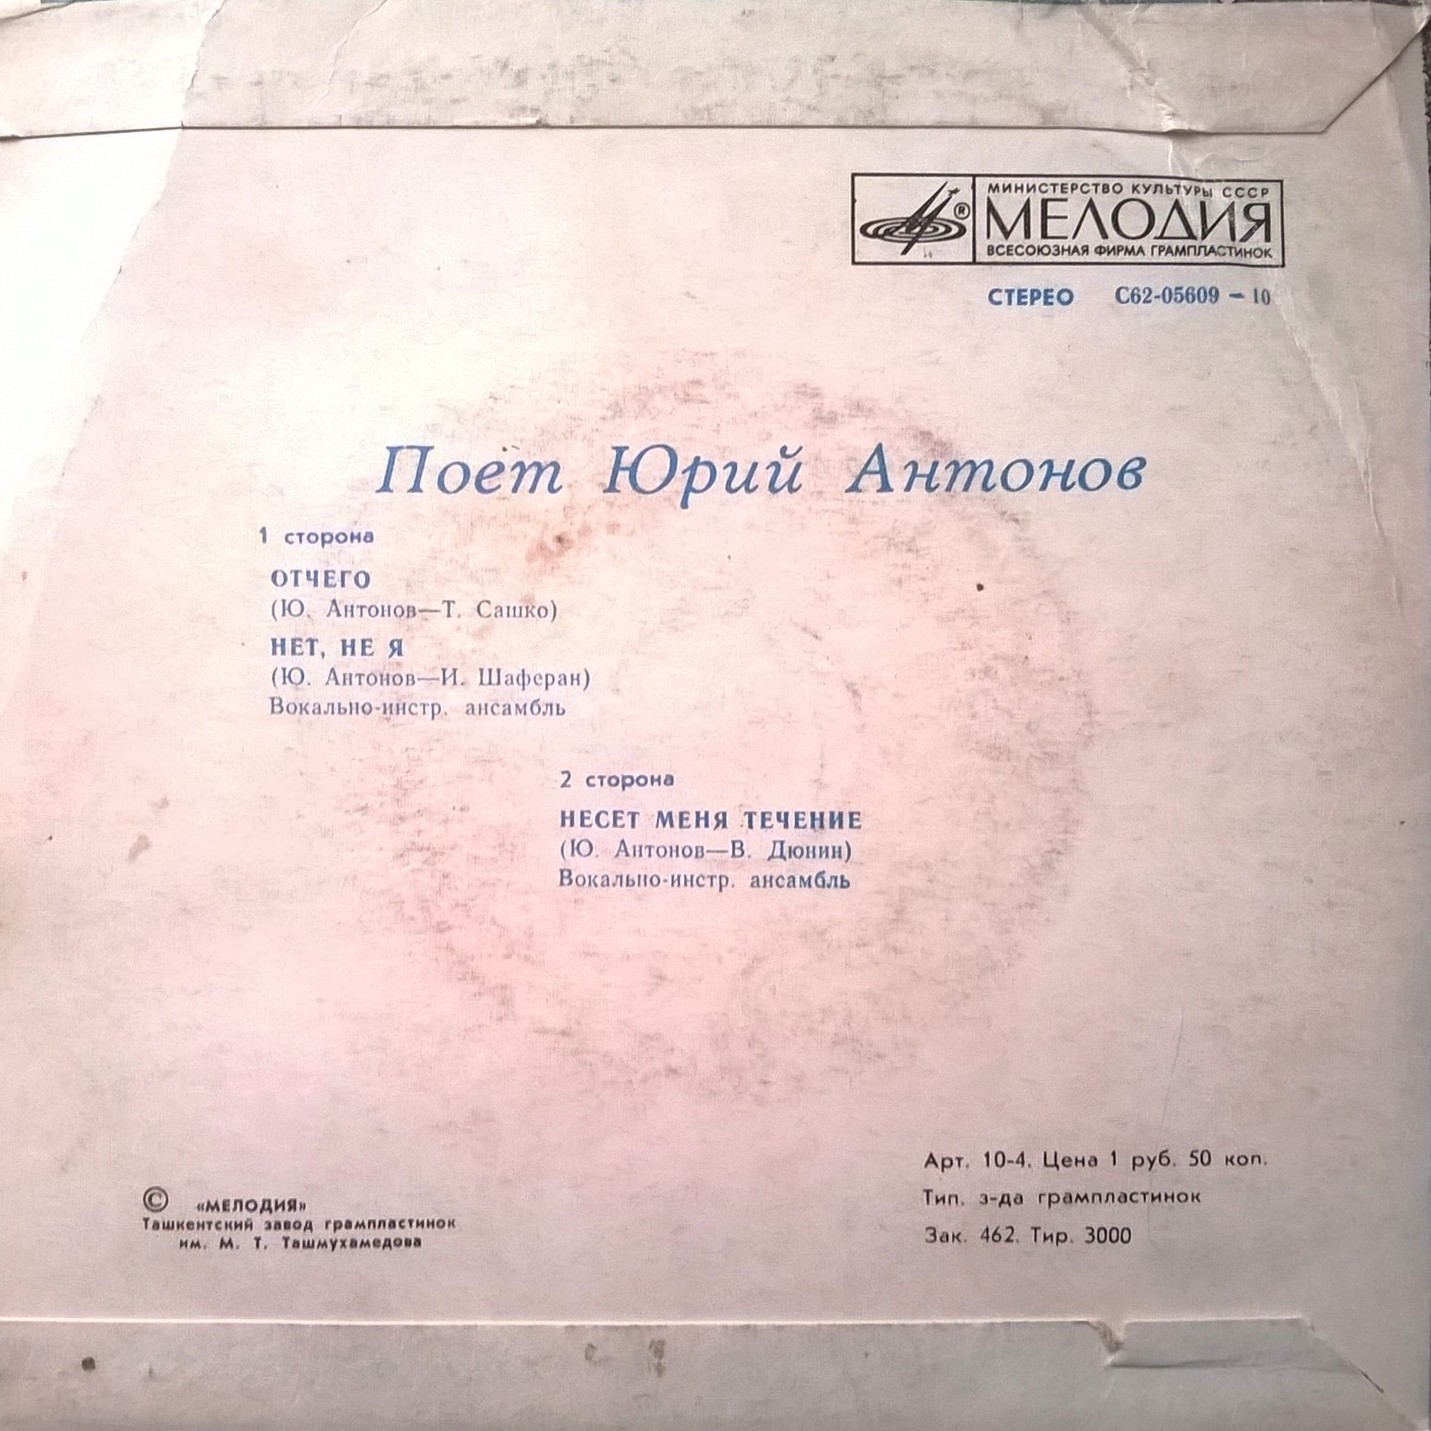 МИНИСТЕРСТВО КУЛЬТУРЫ СССР
МЕЛОДИЯ
ВСЕСОЮЗНАЯ ФИРМА ГРАМПЛАСТИНОК
®
СТЕРЕО С62-05609 – 10
Поёт Юрий Антонов
1 сторона
ОТЧЕГО
(Ю. Антонов—Т. Сашко)
НЕТ, НЕ Я
(Ю. Антонов—И. Шаферан)
Вокально-инстр. ансамбль
2 сторона
НЕСЕТ МЕНЯ ТЕЧЕНИЕ
(Ю. Антонов—В. Дюнин)
Вокально-инстр. ансамбль
© «МЕЛОДИЯ»
Ташкентский завод грампластинок
им. М. Т. Ташмухамедова
Арт. 10-4. Цена 1 руб. 50 коп.
Тип. з-да грампластинок
Зак. 462. Тир. 3000